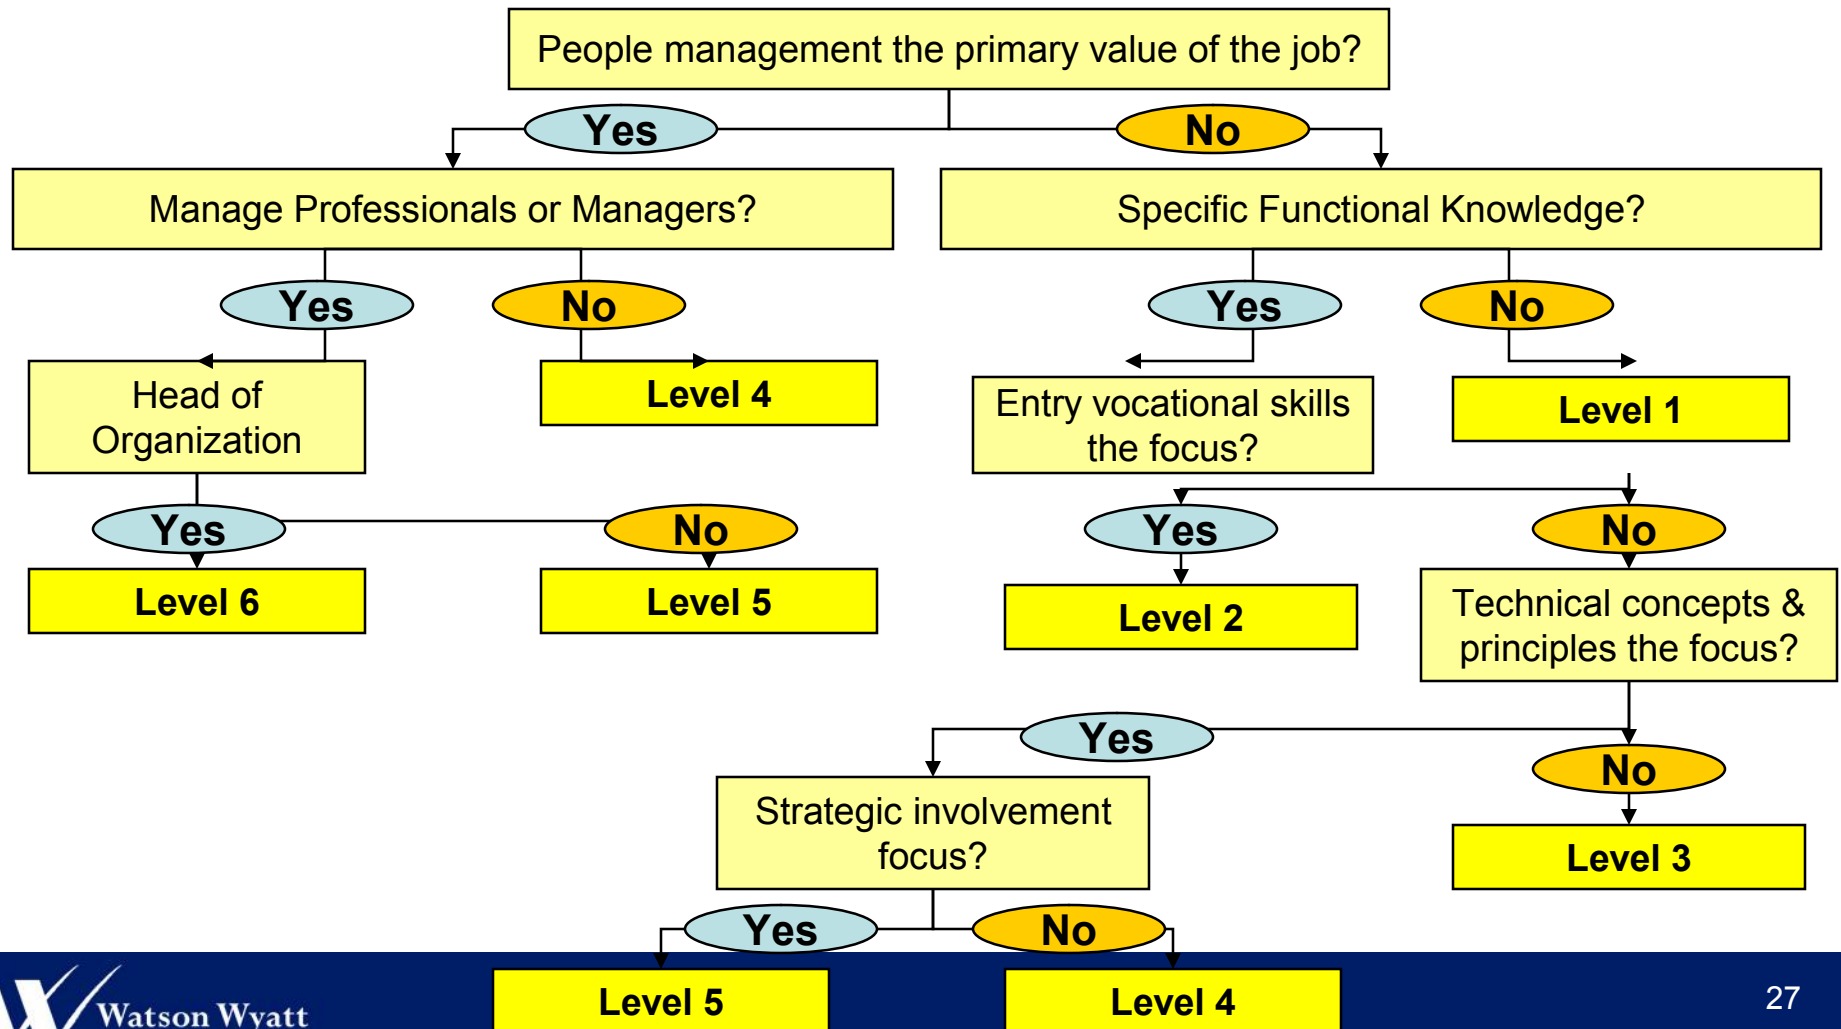 People management the primary value of the job?
Yes
No
Manage Professionals or Managers?
Specific Functional Knowledge?
Yes
No
Yes
No
Head of
Organization
Level 4
Entry vocational skills
the focus?
Level 1
Yes
No
Yes
No
Level 6
Level 5
Level 2
Technical concepts &
principles the focus?
Yes
No
Strategic involvement
focus?
Level 3
Yes
No
Level 5
Level 4
Watson Wyatt
27